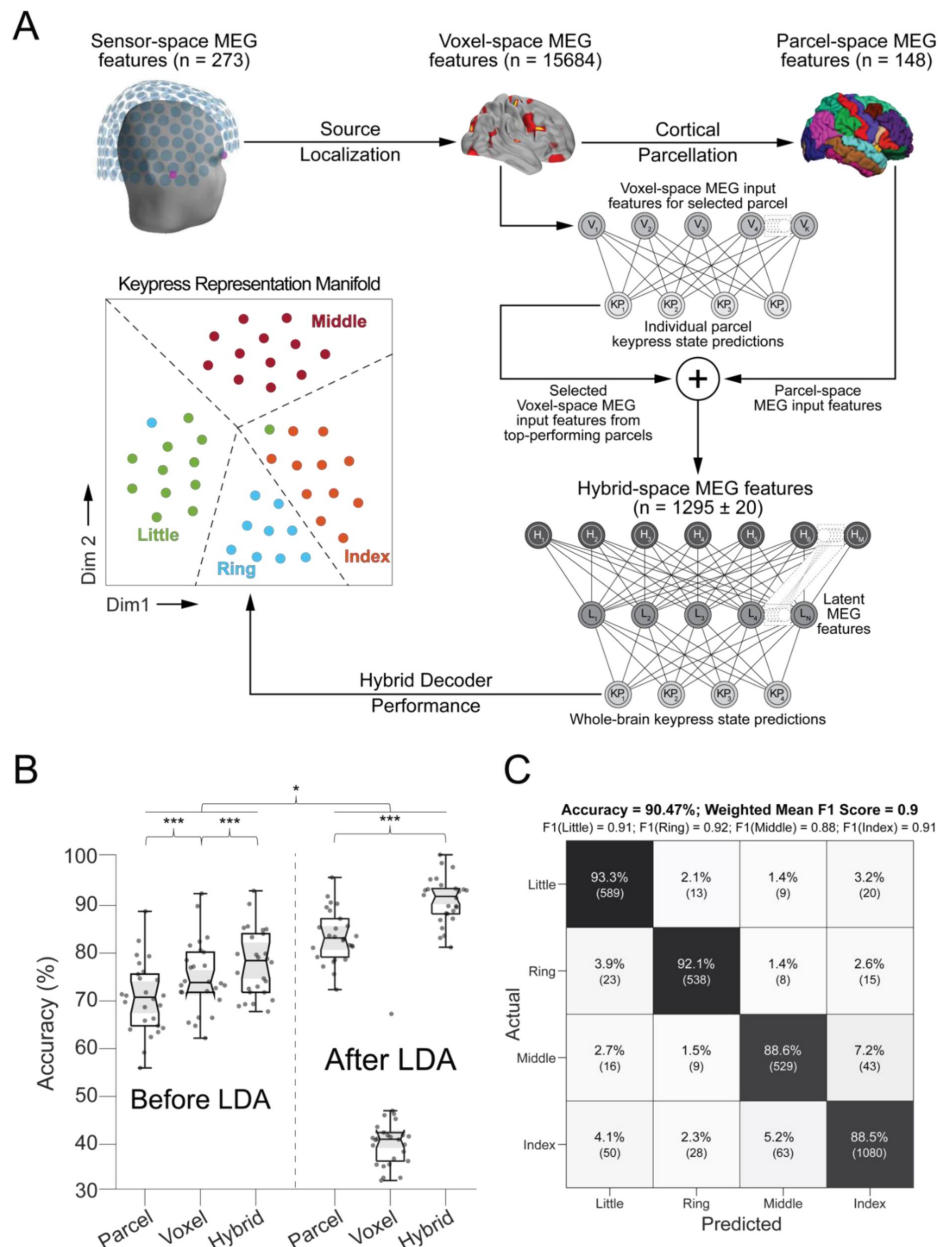 A
Sensor-space MEG
features (n = 273)
Voxel-space MEG
features (n = 15684)
Parcel-space MEG
features (n = 148)
Source
Localization
Cortical
Parcellation
Voxel-space MEG input
features for selected parcel
V1 V2 V3 V4 VK
KP1 KP2 KP3 KP4
Individual parcel
keypress state predictions
+
Selected
Voxel-space MEG
input features from
top-performing parcels
Parcel-space
MEG input features
Keypress Representation Manifold
Middle
Little
Ring
Index
Dim 2
Dim1
Hybrid-space MEG features
(n = 1295 ± 20)
H1 H2 H3 H4 H5 H6 HM
L1 L2 L3 L4 LN
Latent
MEG
features
KP1 KP2 KP3 KP4
Whole-brain keypress state predictions
Hybrid Decoder
Performance
B
*
*** *** ***
Accuracy (%)
100
90
80
70
60
50
40
30
Before LDA
After LDA
Parcel Voxel Hybrid Parcel Voxel Hybrid
C
Accuracy = 90.47%; Weighted Mean F1 Score = 0.9
F1(Little) = 0.91; F1(Ring) = 0.92; F1(Middle) = 0.88; F1(Index) = 0.91
Actual
Little 93.3% 2.1% 1.4% 3.2%
(589) (13) (9) (20)
Ring 3.9% 92.1% 1.4% 2.6%
(23) (538) (8) (15)
Middle 2.7% 1.5% 88.6% 7.2%
(16) (9) (529) (43)
Index 4.1% 2.3% 5.2% 88.5%
(50) (28) (63) (1080)
Little Ring Middle Index
Predicted